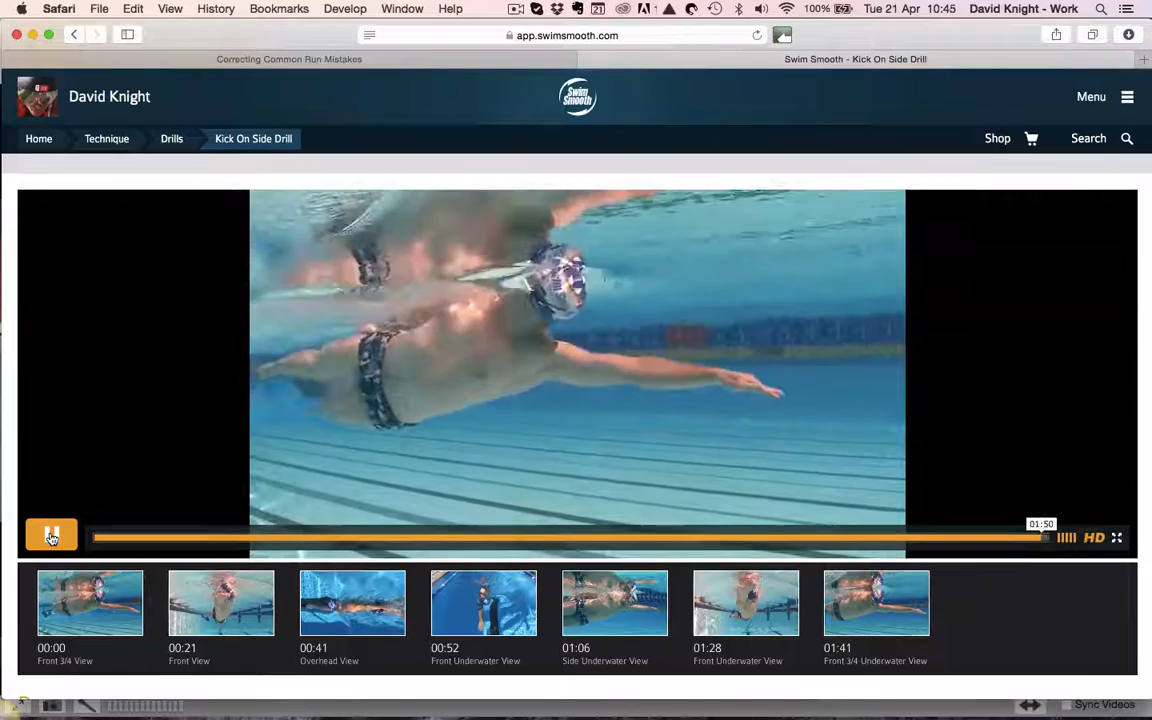 Safari File Edit View History Bookmarks Develop Window Help 21 1 100% Tue 21 Apr 10:45 David Knight - Work
app.swimsmooth.com
Correcting Common Run Mistakes Swim Smooth - Kick On Side Drill
David Knight Swim Smooth Menu
Home Technique Drills Kick On Side Drill Shop Search
01:50
HD
00:00 00:21 00:41 00:52 01:06 01:28 01:41
Front 3/4 View Front View Overhead View Front Underwater View Side Underwater View Front Underwater View Front 3/4 Underwater View
Sync Videos